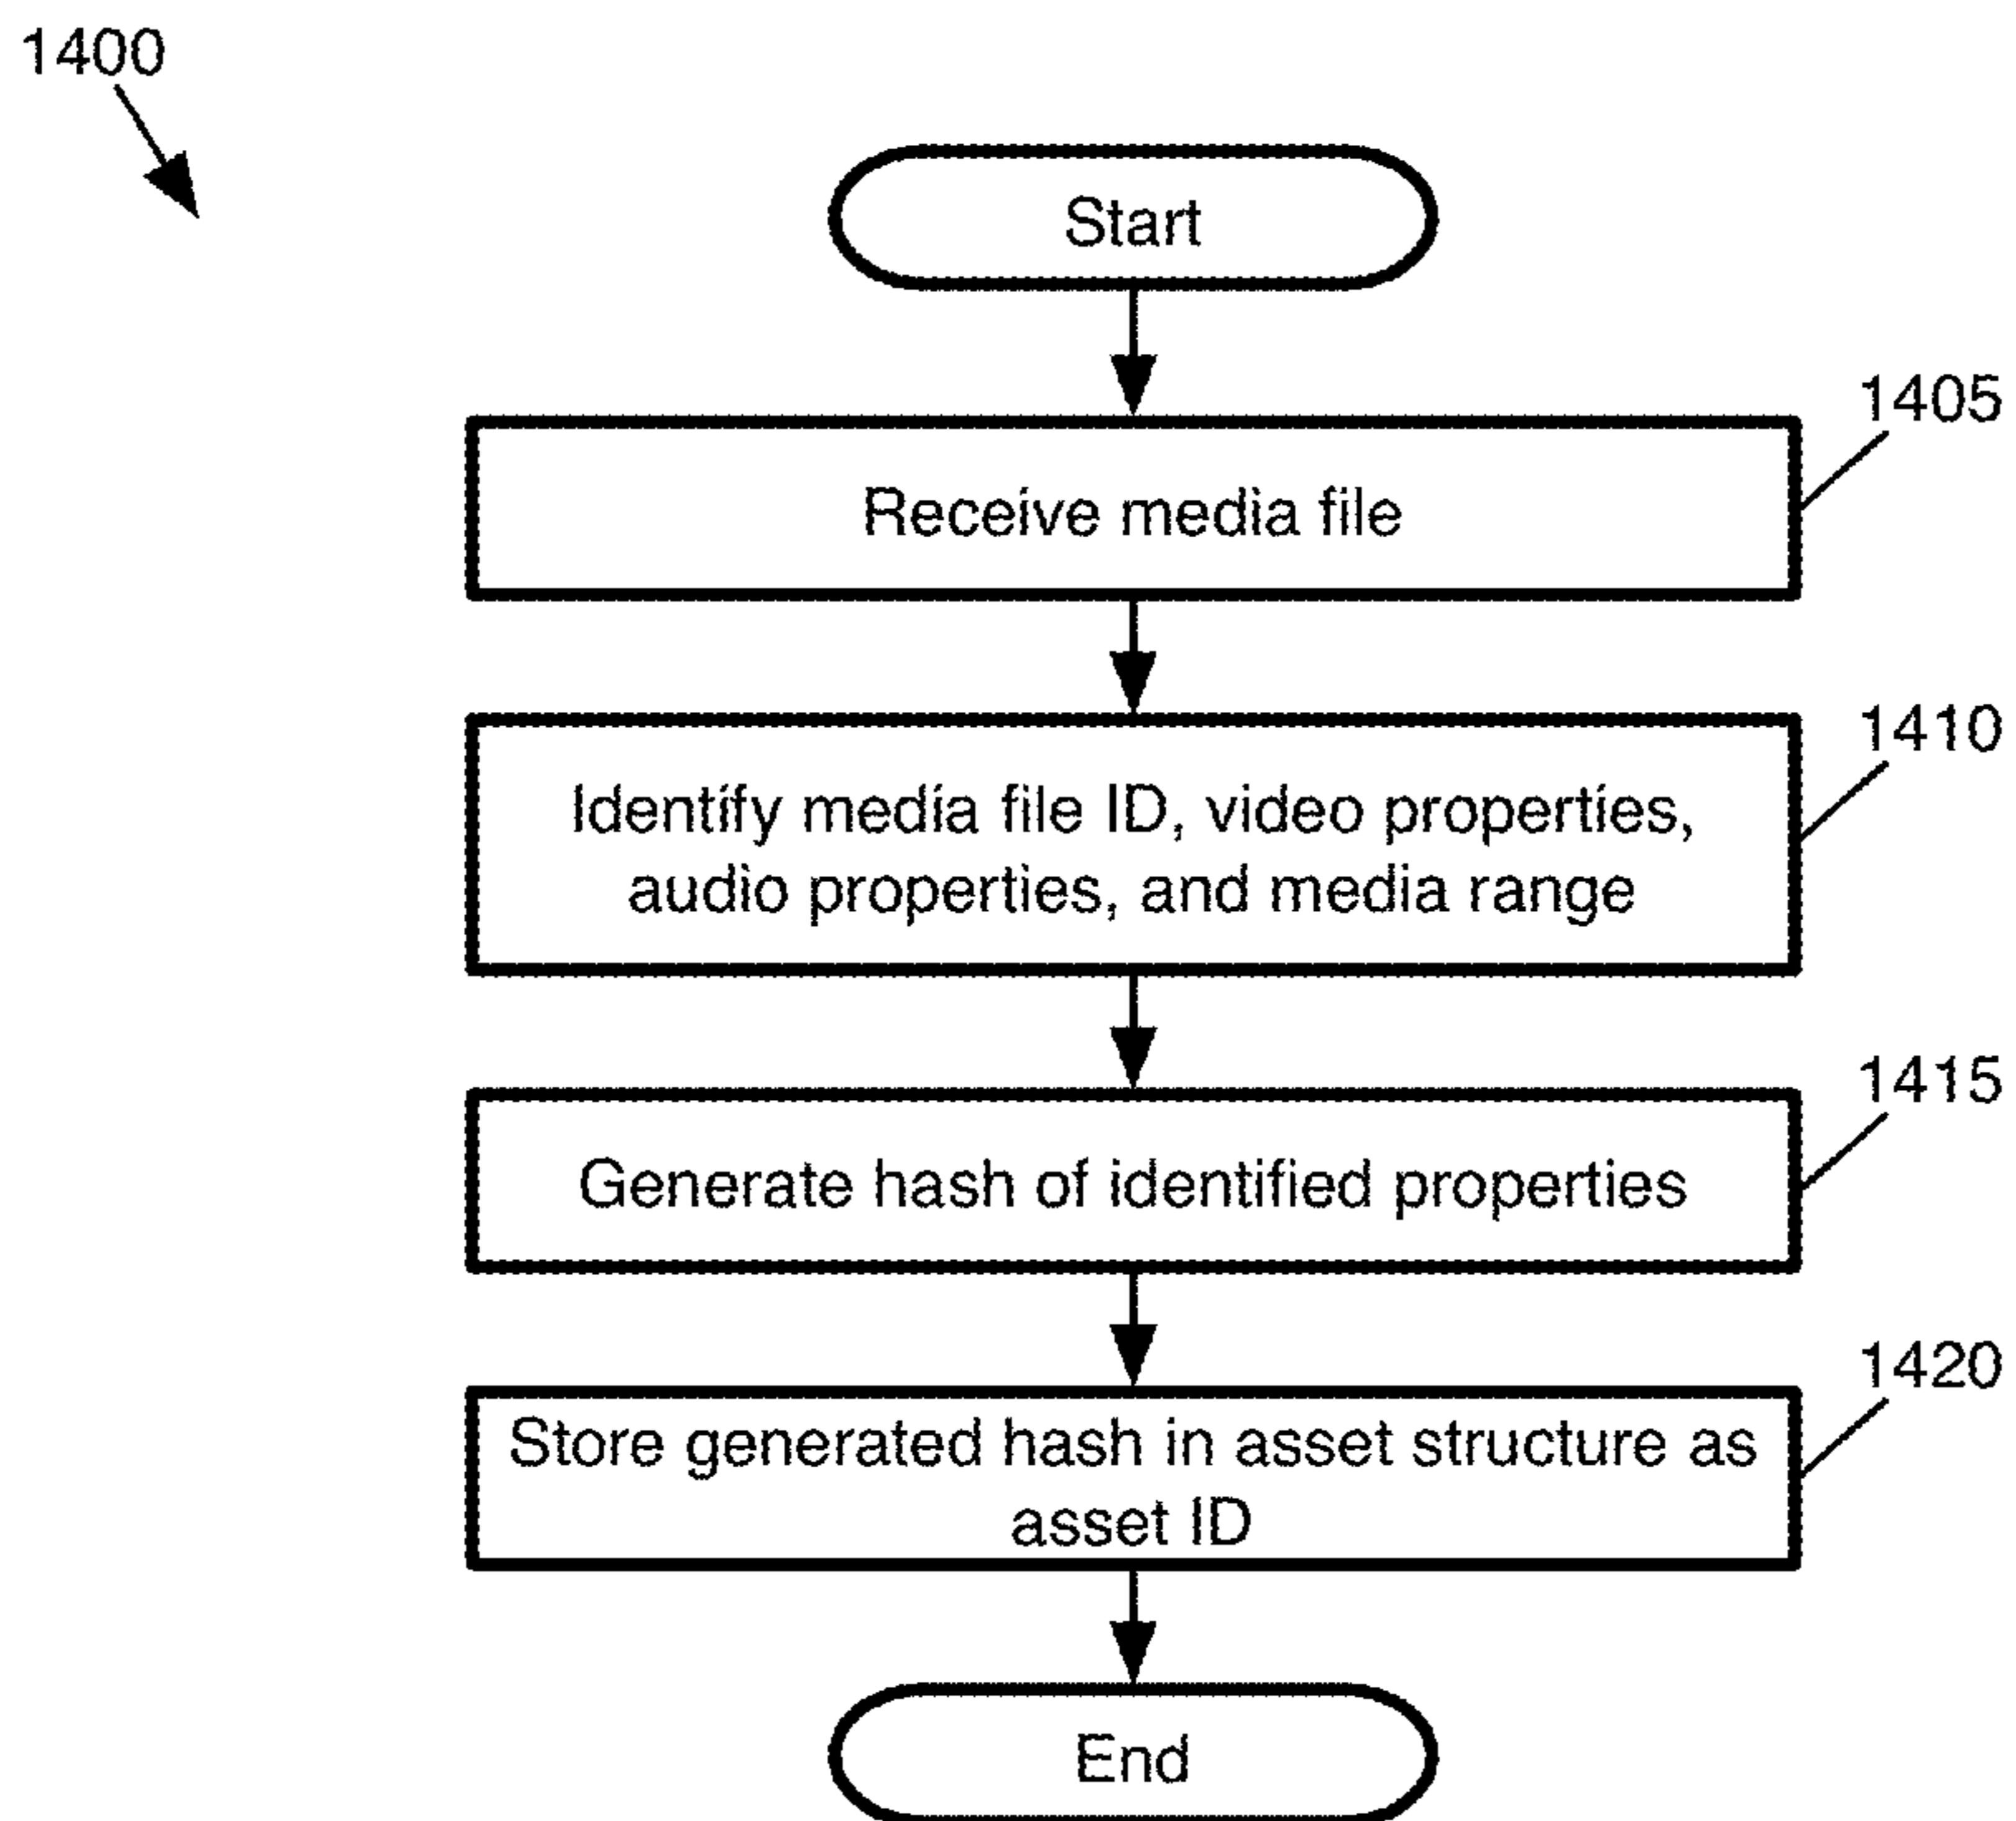 1400
Start
1405
Receive media file
1410
Identify media file ID, video properties,
audio properties, and media range
1415
Generate hash of identified properties
1420
Store generated hash in asset structure as
asset ID
End